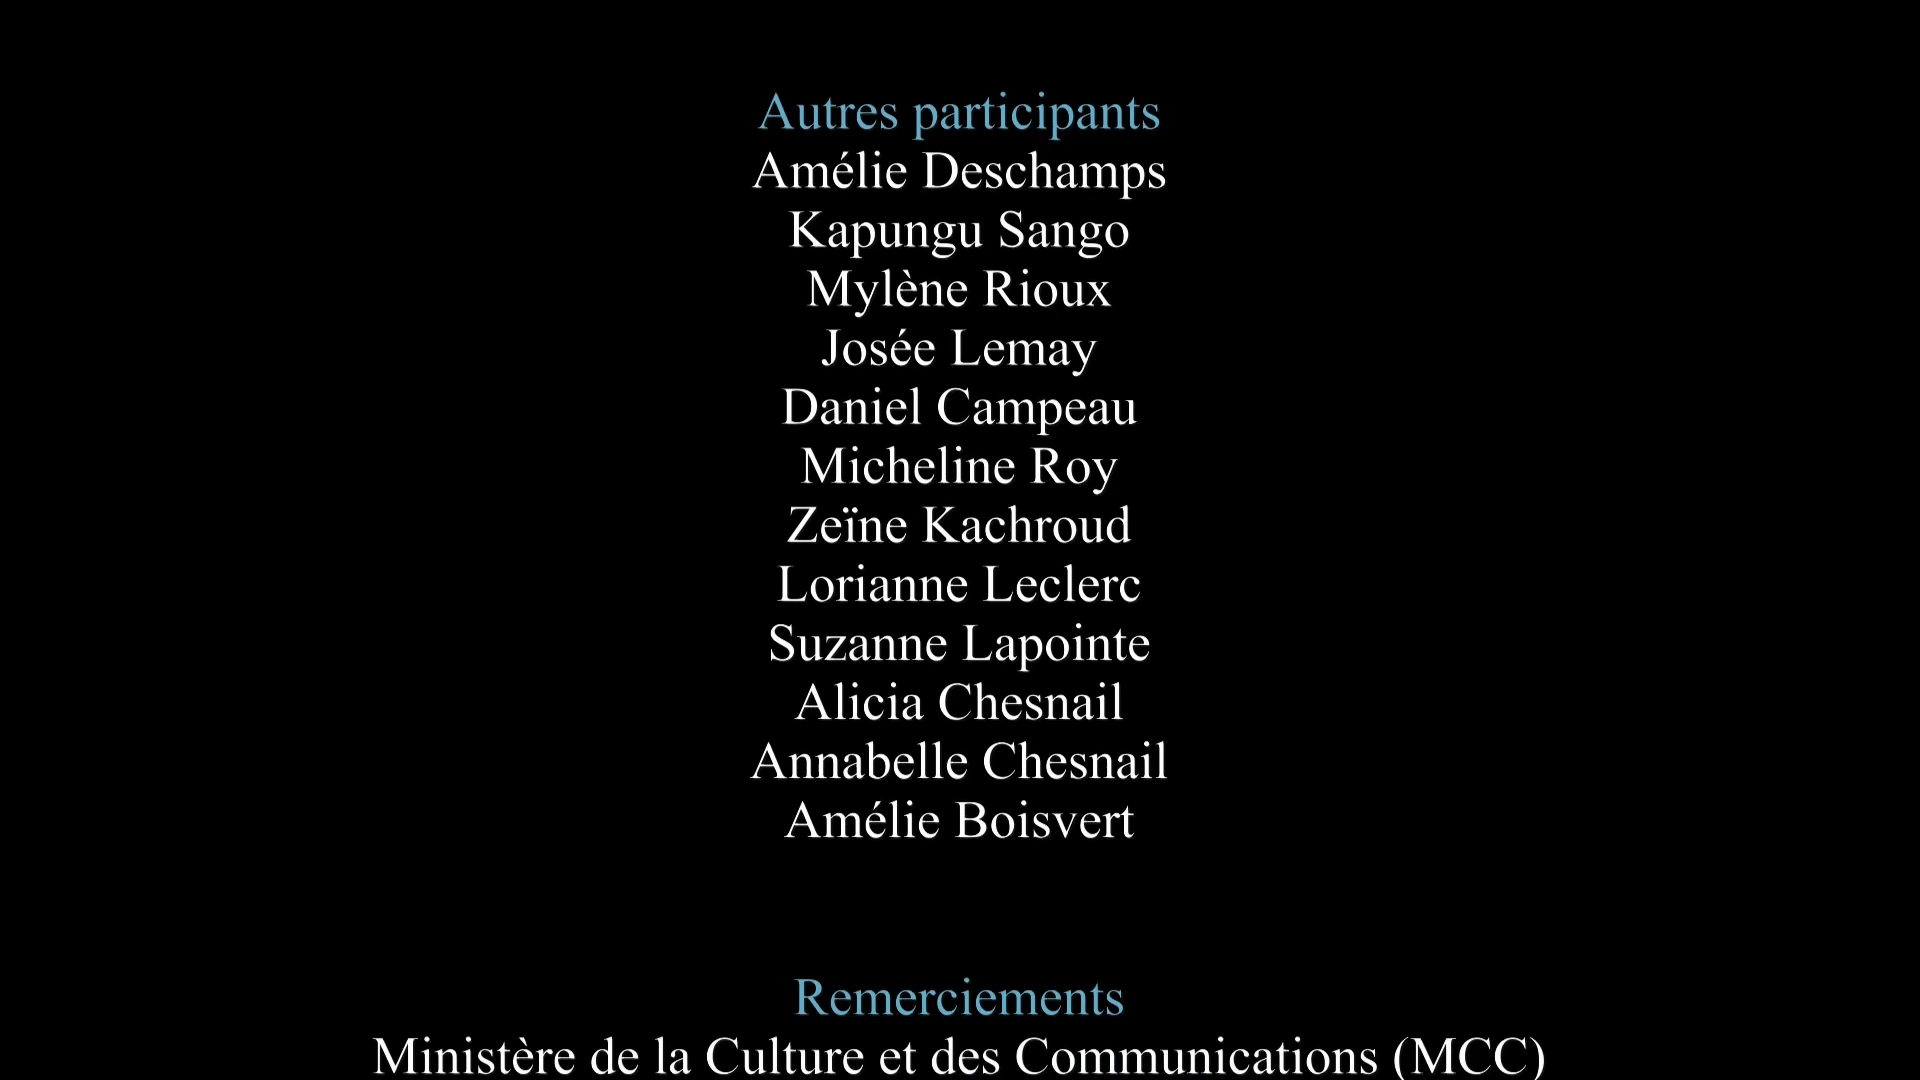 Autres participants
Amélie Deschamps
Kapungu Sango
Mylène Rioux
Josée Lemay
Daniel Campeau
Micheline Roy
Zeïne Kachroud
Lorianne Leclerc
Suzanne Lapointe
Alicia Chesnail
Annabelle Chesnail
Amélie Boisvert
Remerciements
Ministère de la Culture et des Communications (MCC)